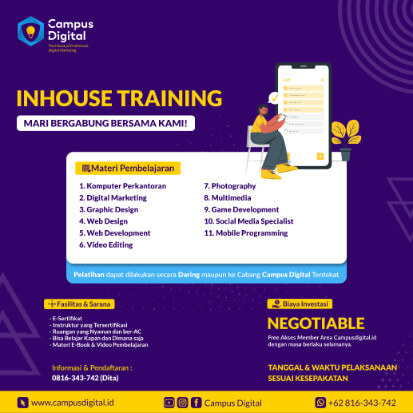 Campus
Digital
INHOUSE TRAINING
MARI BERGABUNG BERSAMA KAMI!
Materi Pembelajaran
1. Komputer Perkantoran
2. Digital Marketing
3. Graphic Design
4. Web Design
5. Web Development
6. Video Editing
7. Photography
8. Multimedia
9. Game Development
10. Social Media Specialist
11. Mobile Programming
Pelatihan dapat dilakukan secara Daring maupun ke Cabang Campus Digital Terdekat
Fasilitas & Sarana
- E-Sertifikat
- Instruktur yang Tersertifikasi
- Ruangan yang Nyaman dan ber-AC
- Bisa Belajar Kapan dan Dimana saja
- Materi E-Book & Video Pembelajaran
Informasi & Pendaftaran :
0816-343-742 (Dita)
Biaya Investasi
NEGOTIABLE
Free Akses Member Area Campusdigital.id
dengan masa berlaku selamanya.
TANGGAL & WAKTU PELAKSANAAN
SESUAI KESEPAKATAN
www.campusdigital.id
Campus Digital
+62 816-343-742